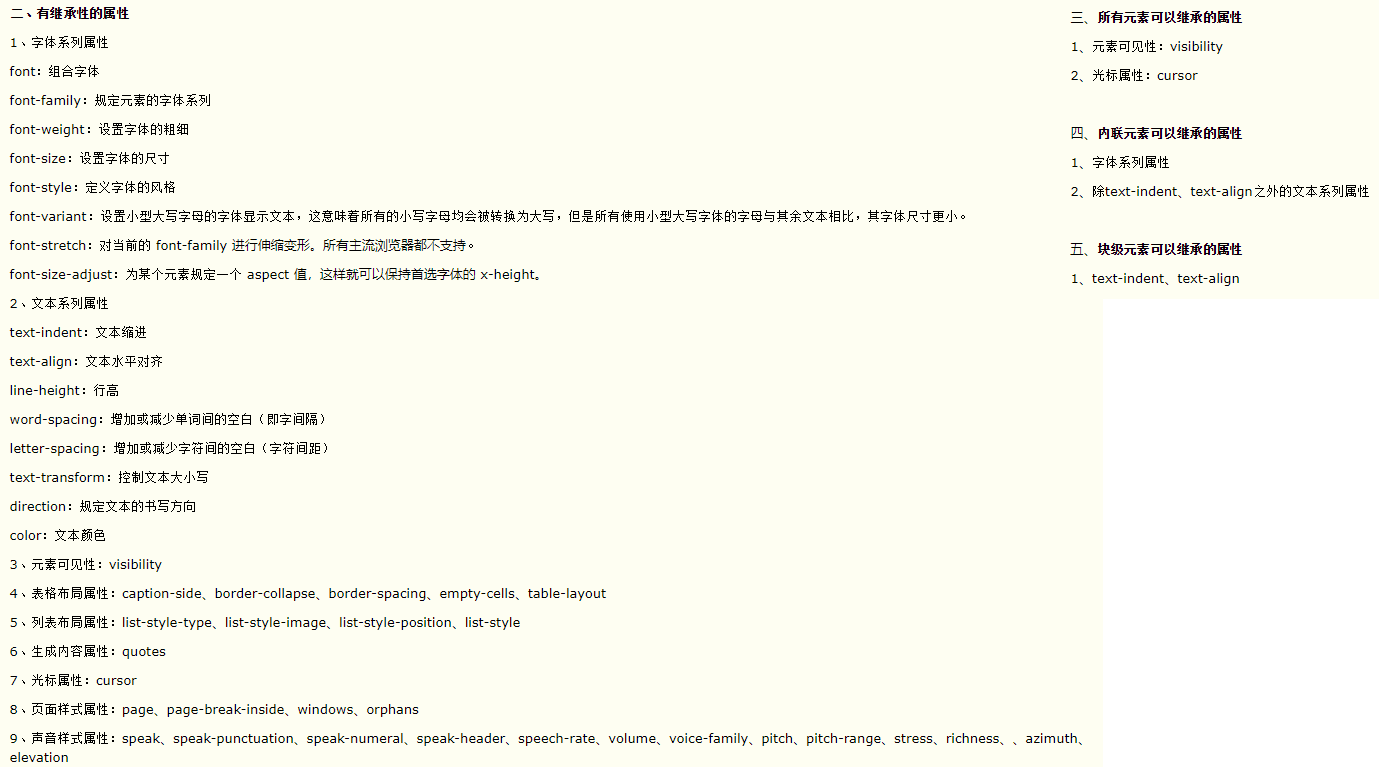 二、有继承性的属性
1、字体系列属性
font：组合字体
font-family：规定元素的字体系列
font-weight：设置字体的粗细
font-size：设置字体的尺寸
font-style：定义字体的风格
font-variant：设置小型大写字母的字体显示文本，这意味着所有的小写字母均会被转换为大写，但是所有使用小型大写字体的字母与其余文本相比，其字体尺寸更小。
font-stretch：对当前的 font-family 进行伸缩变形。所有主流浏览器都不支持。
font-size-adjust：为某个元素规定一个 aspect 值，这样就可以保持首选字体的 x-height。
2、文本系列属性
text-indent：文本缩进
text-align：文本水平对齐
line-height：行高
word-spacing：增加或减少单词间的空白（即字间隔）
letter-spacing：增加或减少字符间的空白（字符间距）
text-transform：控制文本大小写
direction：规定文本的书写方向
color：文本颜色
3、元素可见性：visibility
4、表格布局属性：caption-side、border-collapse、border-spacing、empty-cells、table-layout
5、列表布局属性：list-style-type、list-style-image、list-style-position、list-style
6、生成内容属性：quotes
7、光标属性：cursor
8、页面样式属性：page、page-break-inside、windows、orphans
9、声音样式属性：speak、speak-punctuation、speak-numeral、speak-header、speech-rate、volume、voice-family、pitch、pitch-range、stress、richness、、azimuth、
elevation
三、所有元素可以继承的属性
1、元素可见性：visibility
2、光标属性：cursor
四、内联元素可以继承的属性
1、字体系列属性
2、除text-indent、text-align之外的文本系列属性
五、块级元素可以继承的属性
1、text-indent、text-align